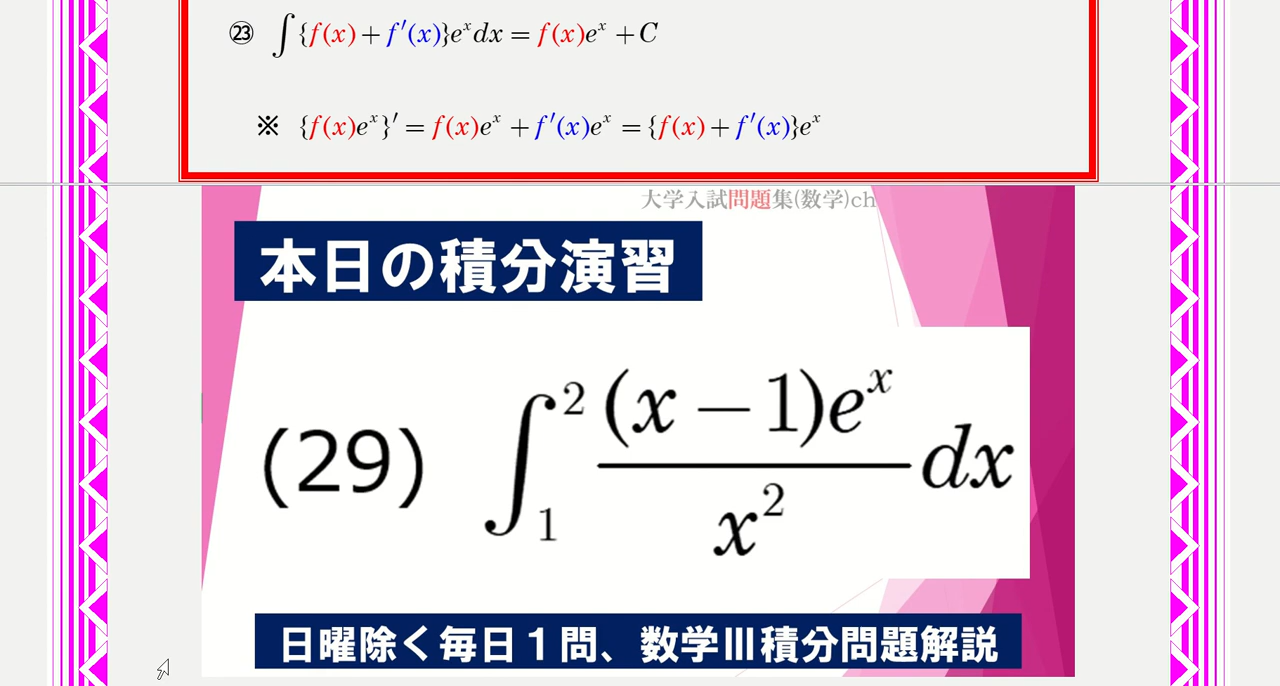 ㉓ ∫{f(x)+f′(x)}eˣdx = f(x)eˣ + C
※ {f(x)eˣ}′ = f(x)eˣ + f′(x)eˣ = {f(x)+f′(x)}eˣ
大学入試問題集(数学)ch
本日の積分演習
(29) ∫₁² (x−1)eˣ/x² dx
日曜除く毎日１問、数学Ⅲ積分問題解説